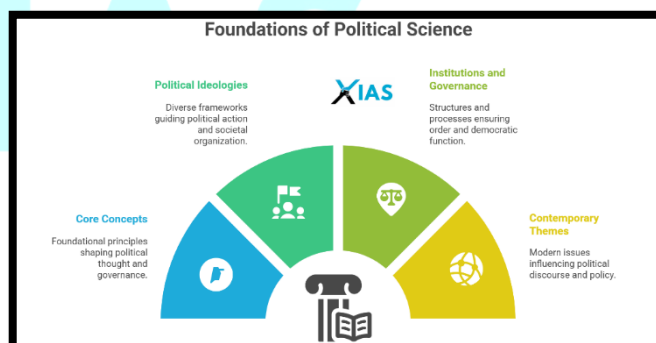 Foundations of Political Science
Political Ideologies
Diverse frameworks
guiding political action
and societal
organization.
XIAS
Institutions and
Governance
Structures and
processes ensuring
order and democratic
function.
Core Concepts
Foundational principles
shaping political
thought and
governance.
Contemporary
Themes
Modern issues
influencing political
discourse and policy.